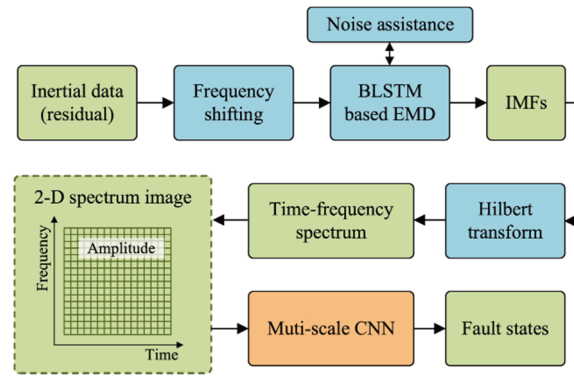 Noise assistance
Inertial data
(residual)
Frequency
shifting
BLSTM
based EMD
IMFs
2-D spectrum image
Frequency
Amplitude
Time
Time-frequency
spectrum
Hilbert
transform
Muti-scale CNN
Fault states